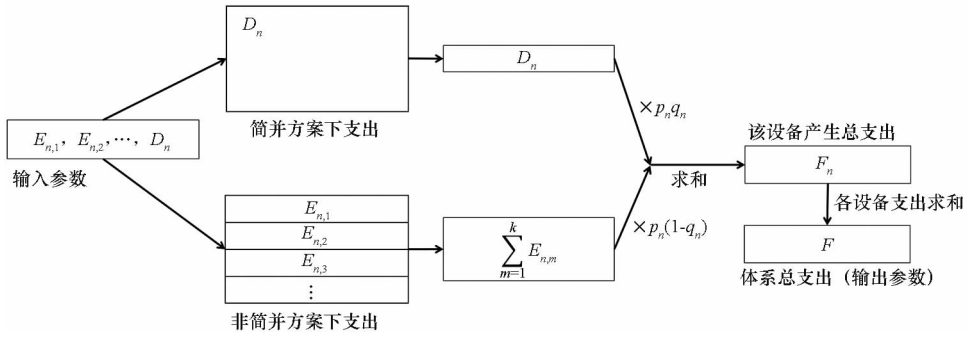 D_n
简并方案下支出
D_n
E_{n,1}，E_{n,2},…，D_n
输入参数
×p_nq_n
求和
该设备产生总支出
F_n
各设备支出求和
F
体系总支出（输出参数）
E_{n,1}
E_{n,2}
E_{n,3}
⋮
非简并方案下支出
\sum_{m=1}^{k} E_{n,m}
×p_n(1-q_n)